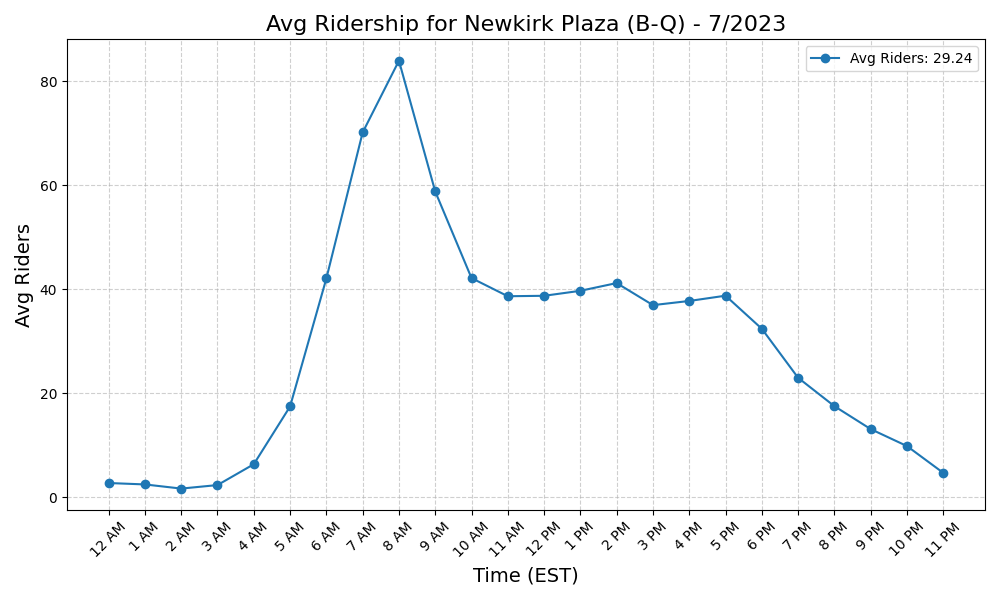 Avg Ridership for Newkirk Plaza (B-Q) - 7/2023
Avg Riders: 29.24
Avg Riders
80
60
40
20
0
12 AM
1 AM
2 AM
3 AM
4 AM
5 AM
6 AM
7 AM
8 AM
9 AM
10 AM
11 AM
12 PM
1 PM
2 PM
3 PM
4 PM
5 PM
6 PM
7 PM
8 PM
9 PM
10 PM
11 PM
Time (EST)